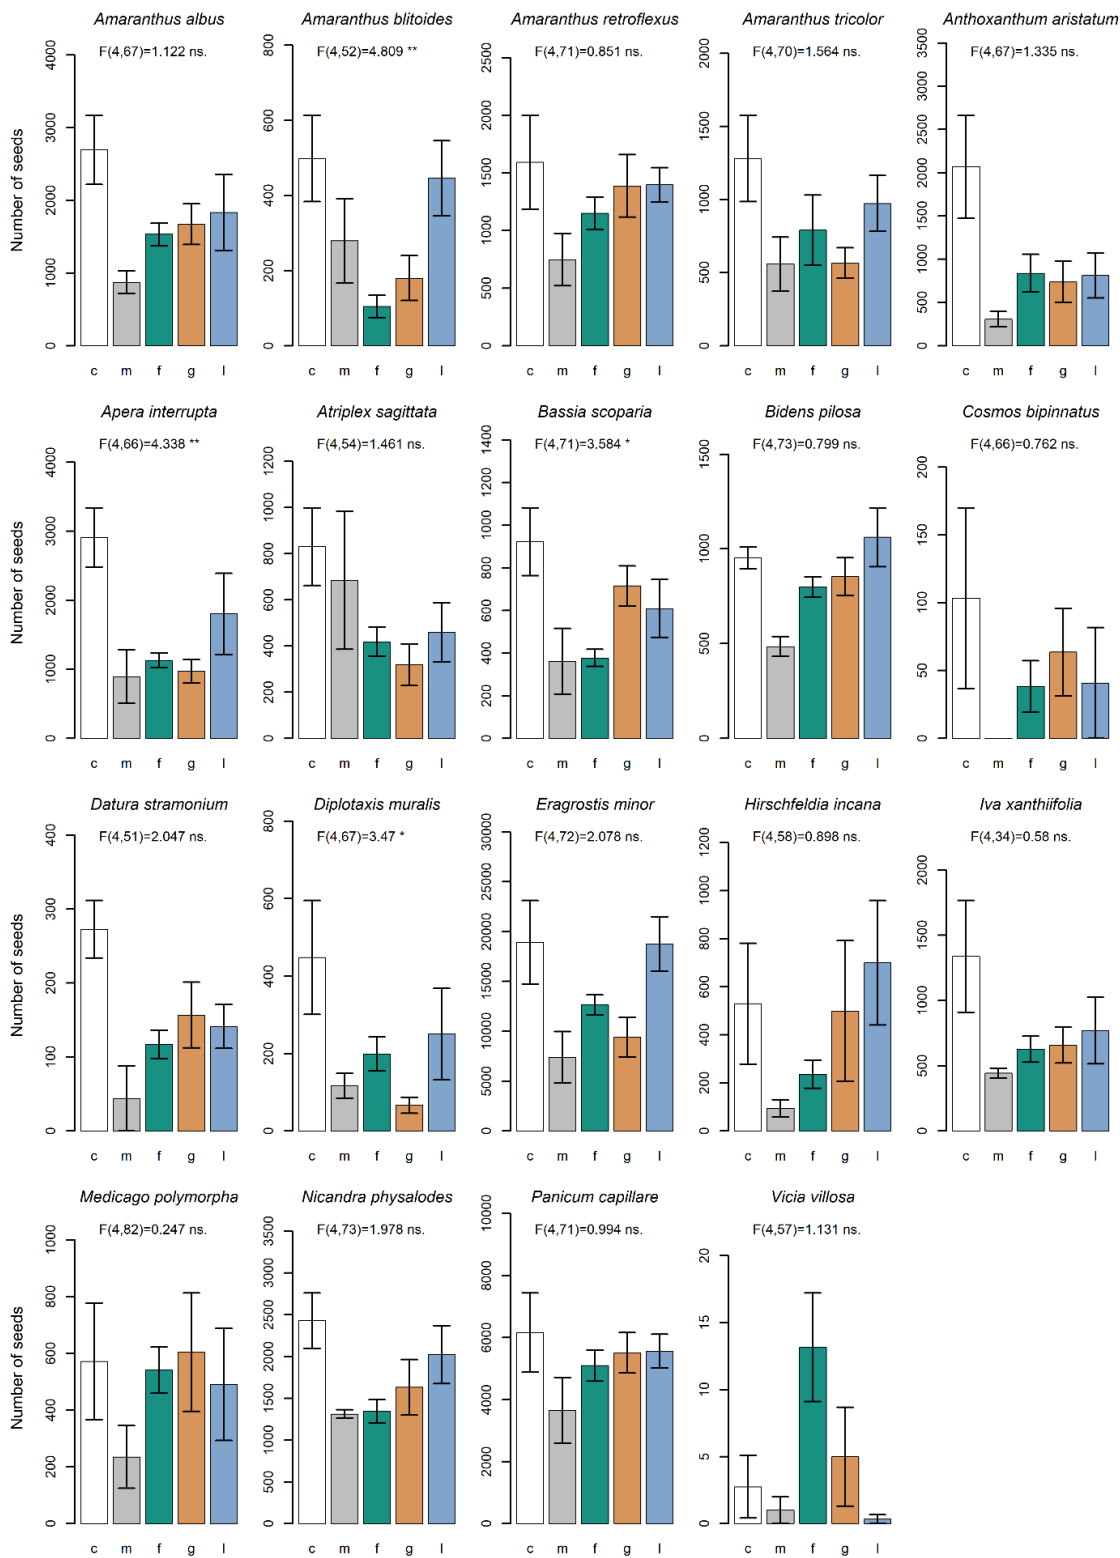 Amaranthus albus
F(4,67)=1.122 ns.
Number of seeds
0 1000 2000 3000 4000
c m f g l
Amaranthus blitoides
F(4,52)=4.809 **
0 200 400 600 800
c m f g l
Amaranthus retroflexus
F(4,71)=0.851 ns.
0 500 1000 1500 2000 2500
c m f g l
Amaranthus tricolor
F(4,70)=1.564 ns.
0 500 1000 1500 2000
c m f g l
Anthoxanthum aristatum
F(4,67)=1.335 ns.
0 500 1000 1500 2000 2500 3000 3500
c m f g l
Apera interrupta
F(4,66)=4.338 **
Number of seeds
0 1000 2000 3000 4000
c m f g l
Atriplex sagittata
F(4,54)=1.461 ns.
0 200 400 600 800 1000 1200
c m f g l
Bassia scoparia
F(4,71)=3.584 *
0 200 400 600 800 1000 1200 1400
c m f g l
Bidens pilosa
F(4,73)=0.799 ns.
0 500 1000 1500
c m f g l
Cosmos bipinnatus
F(4,66)=0.762 ns.
0 50 100 150 200
c m f g l
Datura stramonium
F(4,51)=2.047 ns.
Number of seeds
0 100 200 300 400
c m f g l
Diplotaxis muralis
F(4,67)=3.47 *
0 200 400 600 800
c m f g l
Eragrostis minor
F(4,72)=2.078 ns.
0 5000 10000 15000 20000 25000 30000
c m f g l
Hirschfeldia incana
F(4,58)=0.898 ns.
0 200 400 600 800 1000 1200
c m f g l
Iva xanthiifolia
F(4,34)=0.58 ns.
0 500 1000 1500 2000
c m f g l
Medicago polymorpha
F(4,82)=0.247 ns.
Number of seeds
0 200 400 600 800 1000
c m f g l
Nicandra physalodes
F(4,73)=1.978 ns.
0 500 1000 1500 2000 2500 3000 3500
c m f g l
Panicum capillare
F(4,71)=0.994 ns.
0 2000 4000 6000 8000 10000
c m f g l
Vicia villosa
F(4,57)=1.131 ns.
0 5 10 15 20
c m f g l